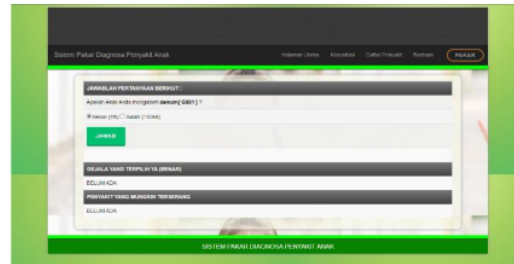 Sistem Pakar Diagnosa Penyakit Anak
Halaman Utama Konsultasi Daftar Penyakit Bantuan PAKAR
JAWABLAH PERTANYAAN BERIKUT :
Apakah Anak Anda mengalami demam[ G001 ] ?
Benar (YA) Salah (TIDAK)
JAWAB
GEJALA YANG TERPILIH YA (BENAR)
BELUM ADA
PENYAKIT YANG MUNGKIN TERSERANG
BELUM ADA
SISTEM PAKAR DIAGNOSA PENYAKIT ANAK